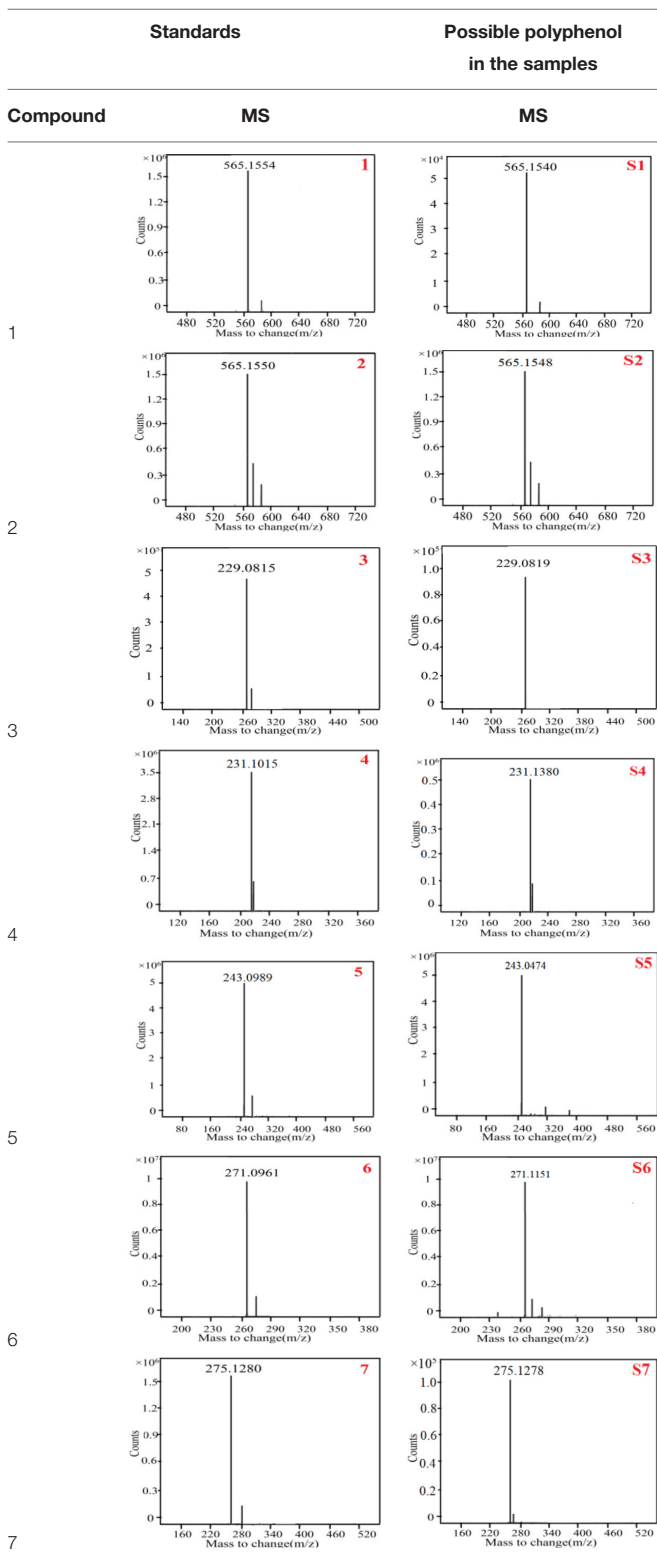 Standards Possible polyphenol
in the samples
Compound MS MS
×10⁶ 565.1554 1
1.5
1.2
0.9
0.6
0.3
0
Counts
480 520 560 600 640 680 720
Mass to change(m/z)
×10⁴ 565.1540 S1
5
4
3
2
1
0
Counts
480 520 560 600 640 680 720
Mass to change(m/z)
1
×10⁶ 2
565.1550
1.5
1.2
0.9
0.6
0.3
0
Counts
480 520 560 600 640 680 720
Mass to change(m/z)
×10⁶ S2
565.1548
1.5
1.2
0.9
0.6
0.3
0
Counts
480 520 560 600 640 680 720
Mass to change(m/z)
2
×10⁵ 3
229.0815
5
4
3
2
1
0
Counts
140 200 260 320 380 440 500
Mass to change(m/z)
×10⁵ S3
229.0819
1.0
0.8
0.6
0.4
0.2
0
Counts
140 200 260 320 380 440 500
Mass to change(m/z)
3
×10⁶ 231.1015 4
3.5
2.8
2.1
1.4
0.7
0
Counts
120 160 200 240 280 320 360
Mass to change(m/z)
×10⁶ 231.1380 S4
0.5
0.4
0.3
0.2
0.1
0
Counts
120 160 200 240 280 320 360
Mass to change(m/z)
4
×10⁶ 5
243.0989
5
4
3
2
1
0
Counts
80 160 240 320 400 480 560
Mass to change(m/z)
×10⁶ 243.0474 S5
5
4
3
2
1
0
Counts
80 160 240 320 400 480 560
Mass to change(m/z)
5
×10⁷ 6
271.0961
1
0.8
0.6
0.4
0.2
0
Counts
200 230 260 290 320 350 380
Mass to change(m/z)
×10⁷ S6
271.1151
1
0.8
0.6
0.4
0.2
0
Counts
200 230 260 290 320 350 380
Mass to change(m/z)
6
×10⁶ 275.1280 7
1.5
1.2
0.9
0.6
0.3
0
Counts
160 220 280 340 400 460 520
Mass to change(m/z)
275.1278 S7
1.0
0.8
0.6
0.4
0.2
0
Counts
160 220 280 340 400 460 520
Mass to change(m/z)
7